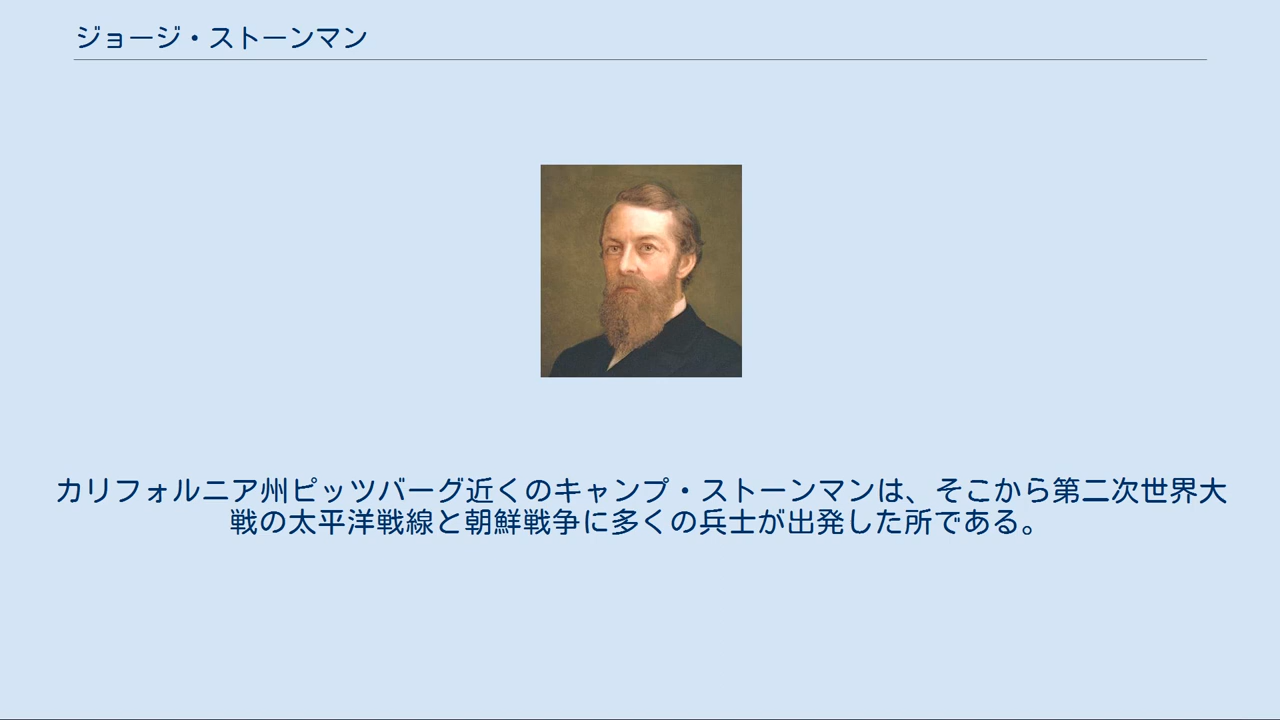 ジョージ・ストーンマン
カリフォルニア州ピッツバーグ近くのキャンプ・ストーンマンは、そこから第二次世界大
戦の太平洋戦線と朝鮮戦争に多くの兵士が出発した所である。